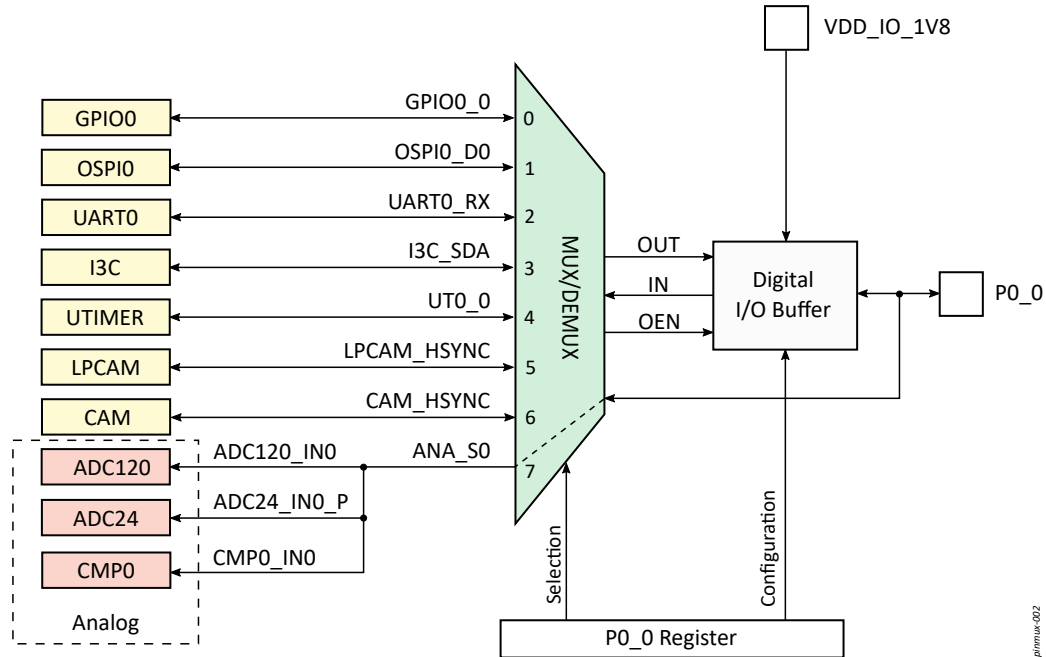 VDD_IO_1V8
GPIO0 GPIO0_0 0
OSPI0 OSPI0_D0 1
UART0 UART0_RX 2
I3C I3C_SDA 3
UTIMER UT0_0 4
LPCAM LPCAM_HSYNC 5
CAM CAM_HSYNC 6
ADC120 ADC120_IN0 ANA_S0 7
ADC24 ADC24_IN0_P
CMP0 CMP0_IN0
Analog
MUX/DEMUX
OUT
IN
OEN
Digital
I/O Buffer
P0_0
Selection
Configuration
P0_0 Register
pinmux-002